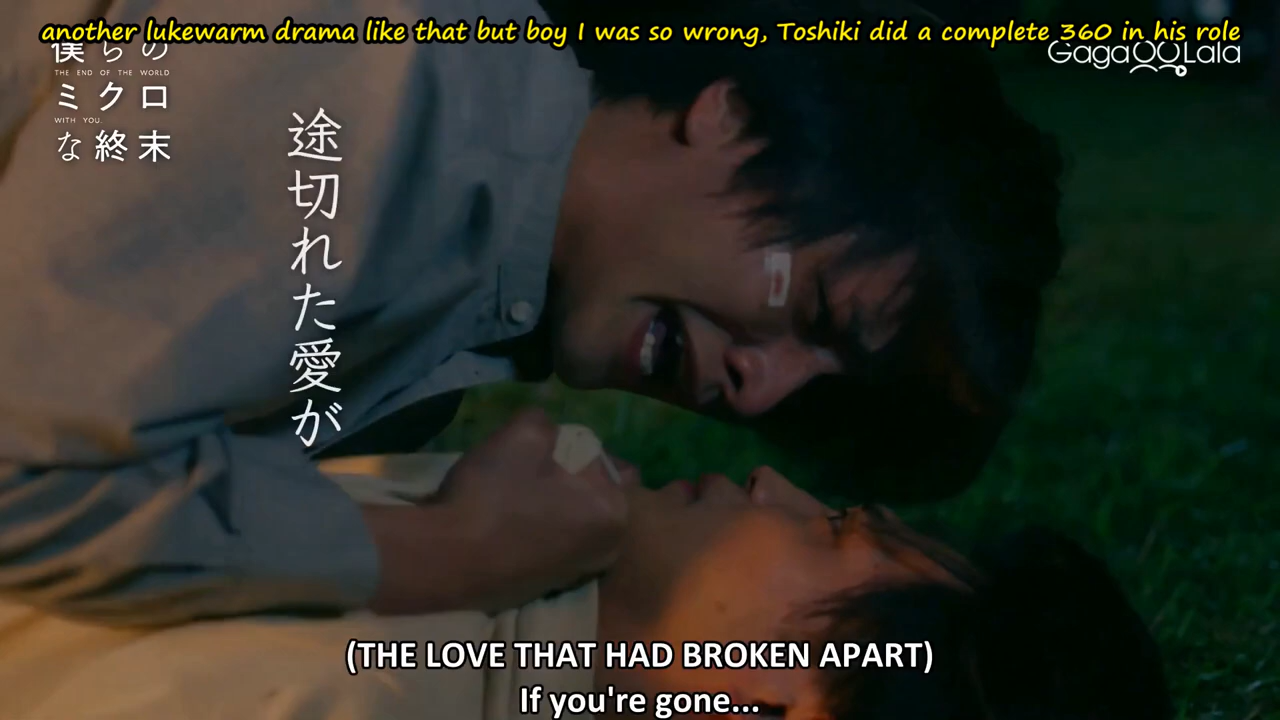 another lukewarm drama like that but boy I was so wrong, Toshiki did a complete 360 in his role
GagaOOLala
僕らの
THE END OF THE WORLD
ミクロ
WITH YOU.
な終末
途切れた愛が
(THE LOVE THAT HAD BROKEN APART)
If you're gone...